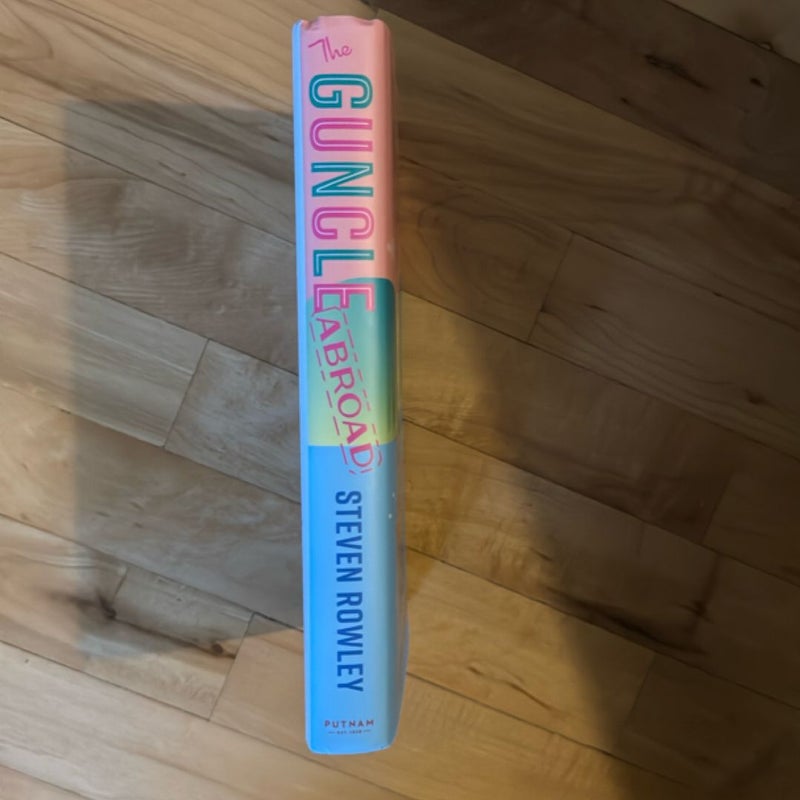 The
GUNCLE
ABROAD
STEVEN ROWLEY
PUTNAM